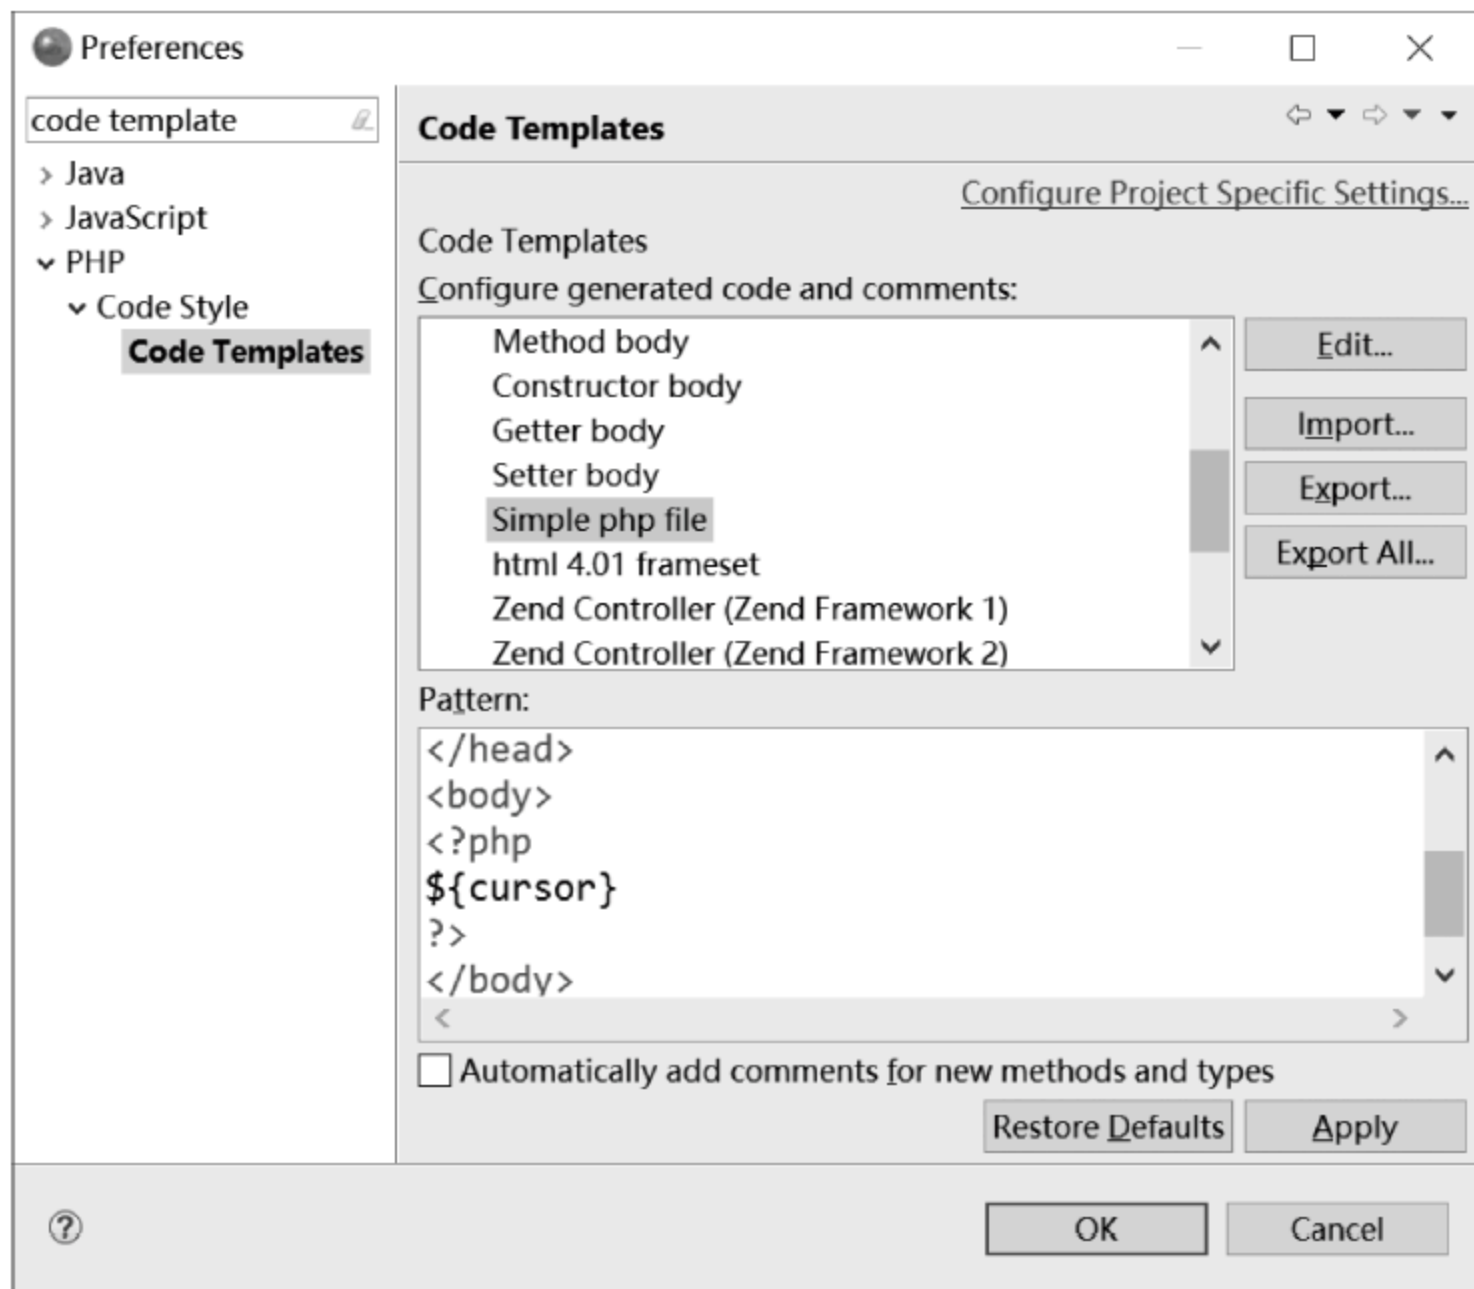 Preferences
code template
Java
JavaScript
PHP
Code Style
Code Templates
Code Templates
Configure Project Specific Settings...
Code Templates
Configure generated code and comments:
Method body
Constructor body
Getter body
Setter body
Simple php file
html 4.01 frameset
Zend Controller (Zend Framework 1)
Zend Controller (Zend Framework 2)
Edit...
Import...
Export...
Export All...
Pattern:
</head>
<body>
<?php
${cursor}
?>
</body>
Automatically add comments for new methods and types
Restore Defaults
Apply
?
OK
Cancel